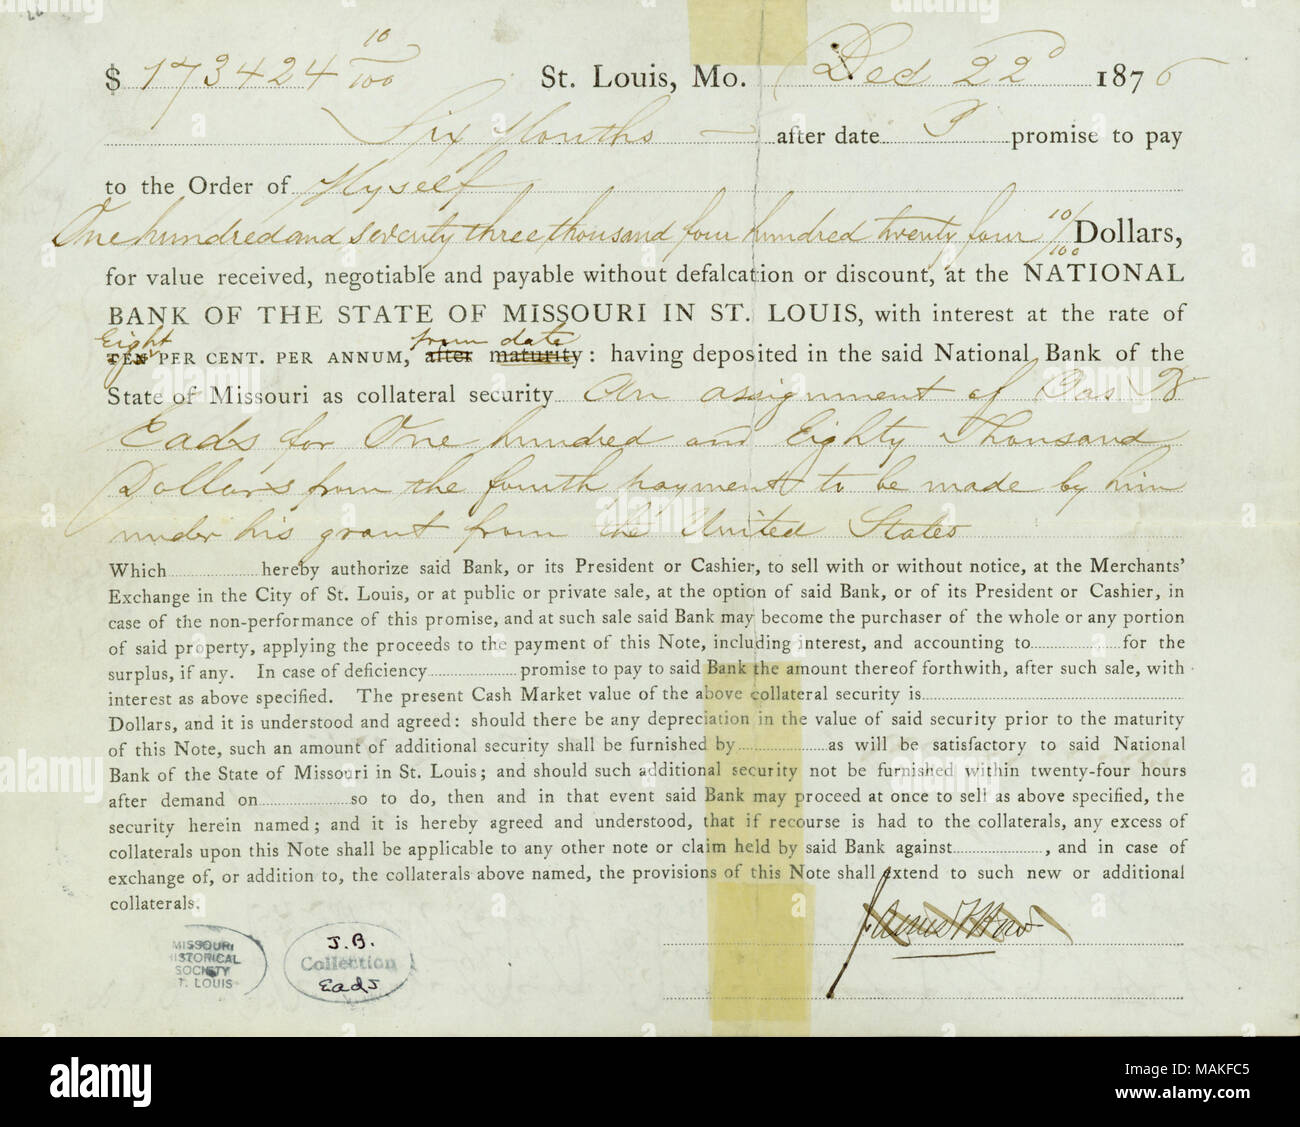 $ 173424 10/100 St. Louis, Mo. Dec 22d 1876
Six Months — after date I promise to pay
to the Order of Myself
One hundred and seventy three thousand four hundred twenty four 10/100 Dollars,
for value received, negotiable and payable without defalcation or discount, at the NATIONAL
BANK OF THE STATE OF MISSOURI IN ST. LOUIS, with interest at the rate of
Eight from date
TEN PER CENT. PER ANNUM, after maturity: having deposited in the said National Bank of the
State of Missouri as collateral security An assignment of Jas B
Eads for One hundred and Eighty Thousand
Dollars from the fourth payment to be made by him
under his grant from the United States
Which hereby authorize said Bank, or its President or Cashier, to sell with or without notice, at the Merchants'
Exchange in the City of St. Louis, or at public or private sale, at the option of said Bank, or of its President or Cashier, in
case of the non-performance of this promise, and at such sale said Bank may become the purchaser of the whole or any portion
of said property, applying the proceeds to the payment of this Note, including interest, and accounting to for the
surplus, if any. In case of deficiency promise to pay to said Bank the amount thereof forthwith, after such sale, with
interest as above specified. The present Cash Market value of the above collateral security is
Dollars, and it is understood and agreed: should there be any depreciation in the value of said security prior to the maturity
of this Note, such an amount of additional security shall be furnished by as will be satisfactory to said National
Bank of the State of Missouri in St. Louis; and should such additional security not be furnished within twenty-four hours
after demand on so to do, then and in that event said Bank may proceed at once to sell as above specified, the
security herein named; and it is hereby agreed and understood, that if recourse is had to the collaterals, any excess of
collaterals upon this Note shall be applicable to any other note or claim held by said Bank against , and in case of
exchange of, or addition to, the collaterals above named, the provisions of this Note shall extend to such new or additional
collaterals.
James H How
MISSOURI
HISTORICAL
SOCIETY
T. LOUIS
J.B.
Collection
Eads
alamy
Image ID: MAKFC5
www.alamy.com